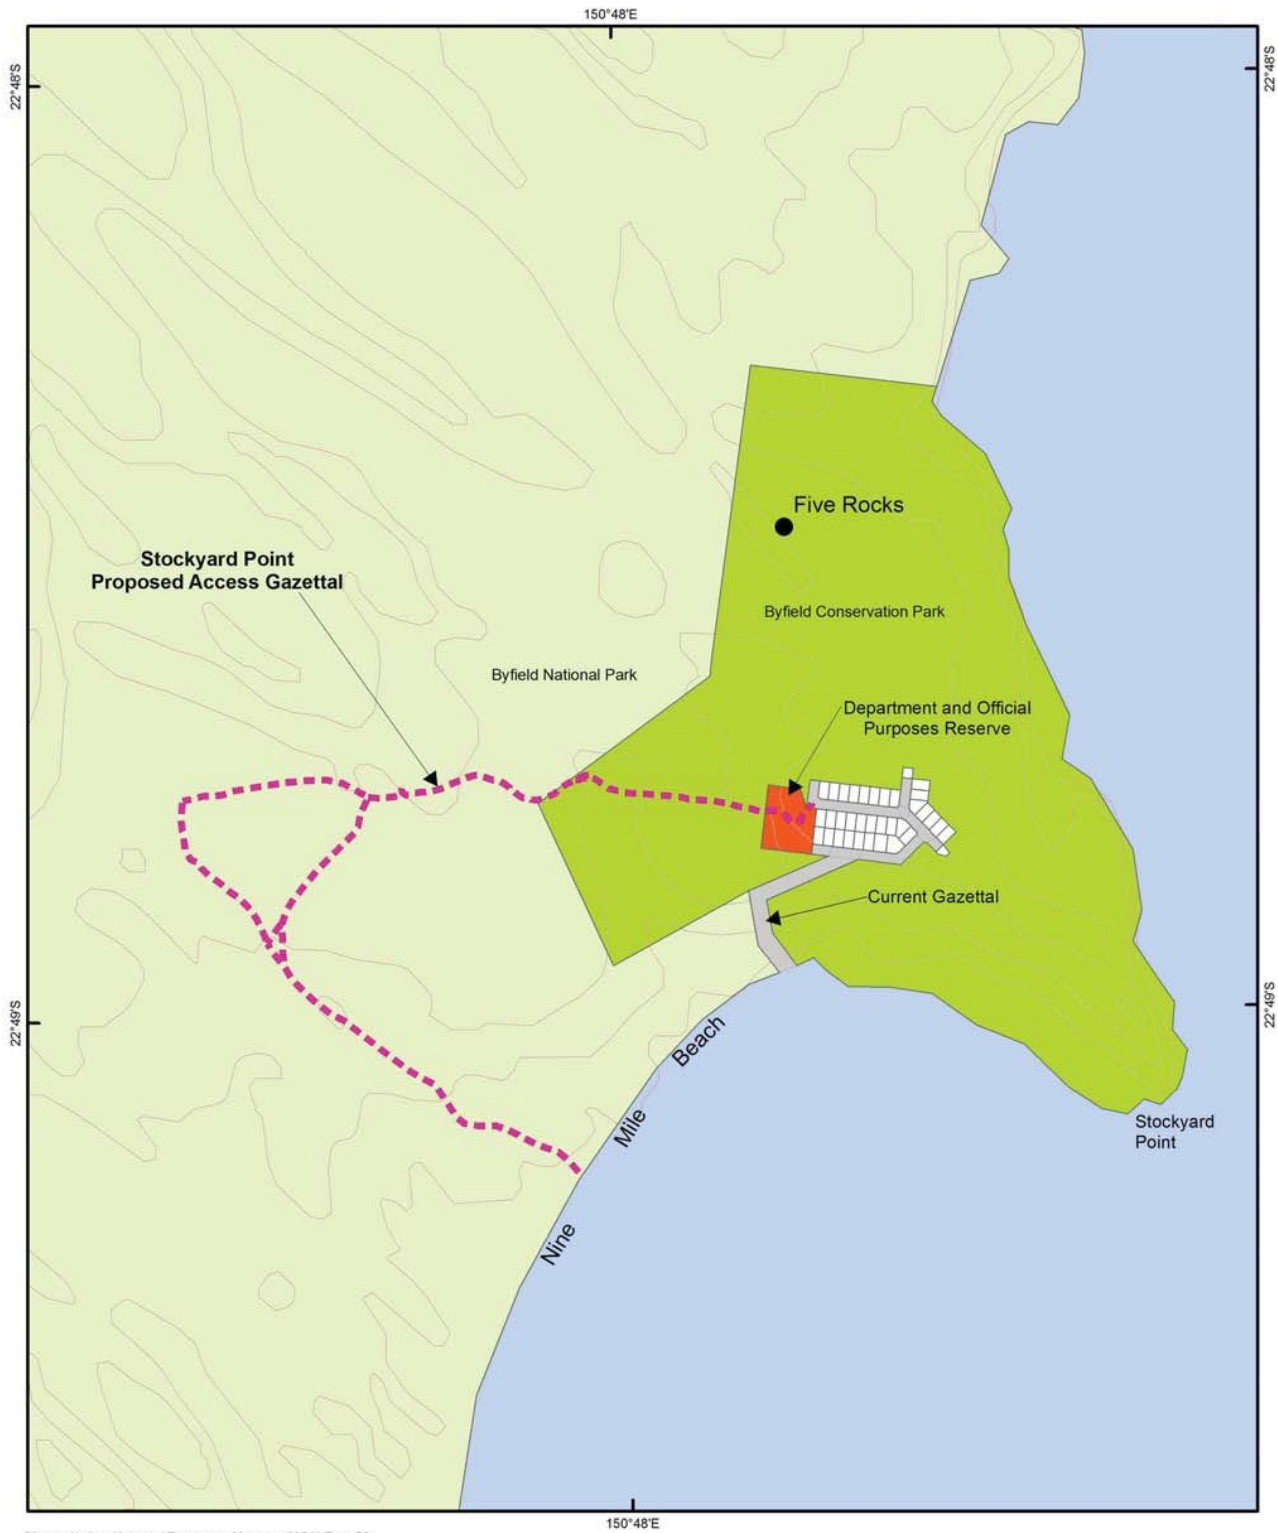 150°48'E
22°48'S
22°48'S
Five Rocks
Stockyard Point
Proposed Access Gazettal
Byfield Conservation Park
Byfield National Park
Department and Official
Purposes Reserve
Current Gazettal
22°49'S
22°49'S
Nine Mile Beach
Stockyard
Point
150°48'E